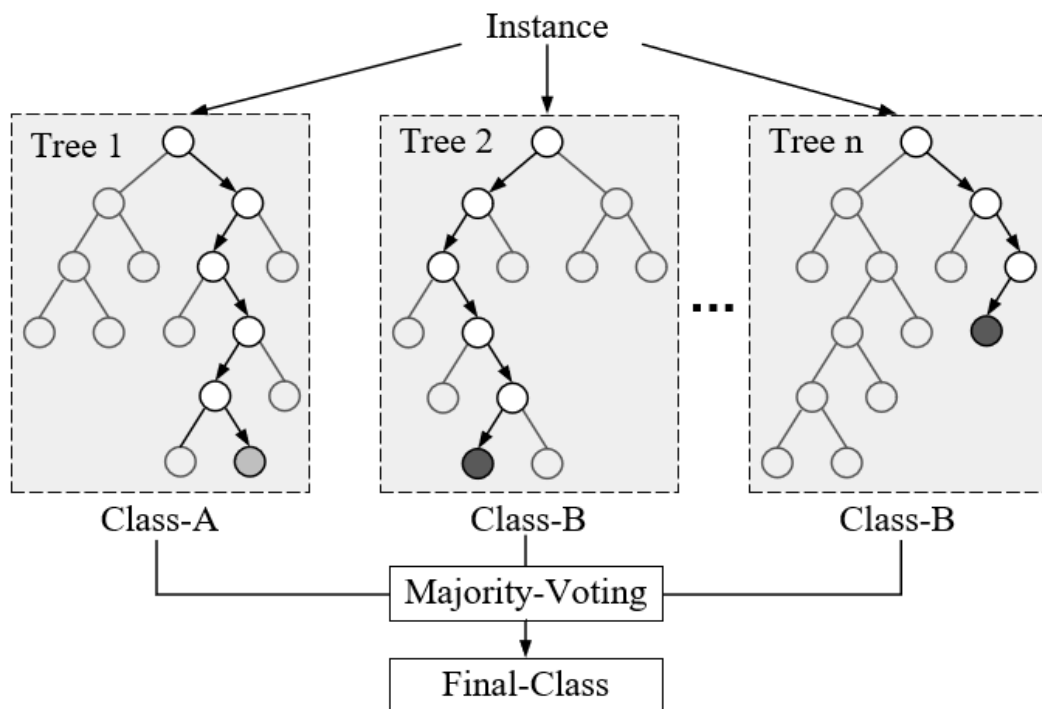 Instance
Tree 1
Tree 2
Tree n
...
Class-A
Class-B
Class-B
Majority-Voting
Final-Class